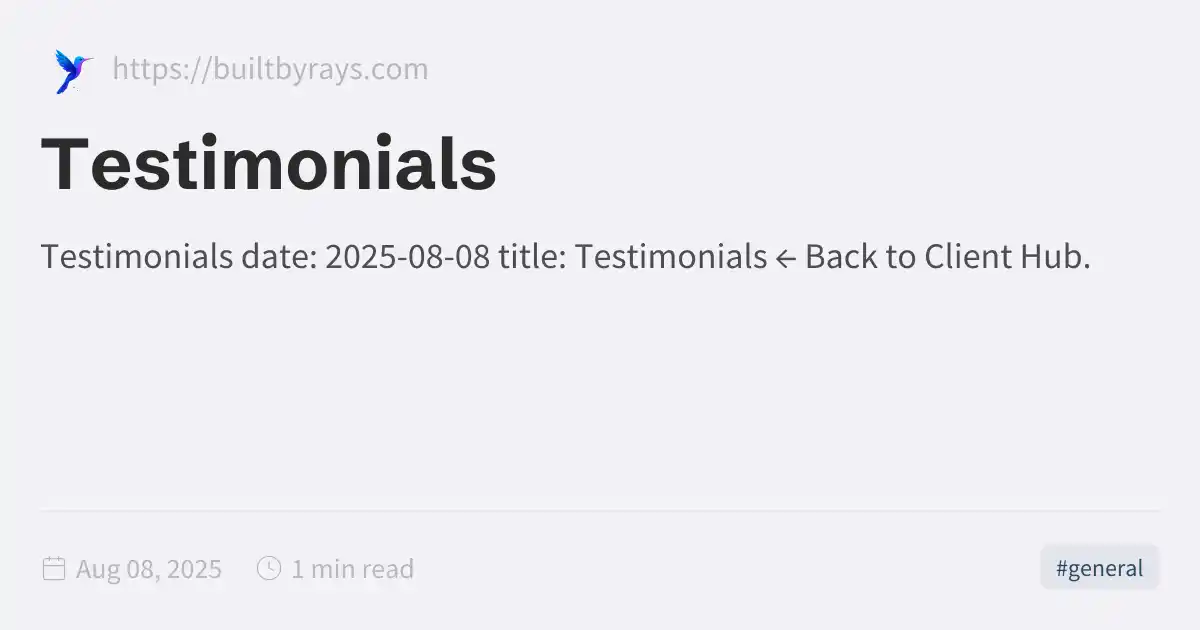 https://builtbyrays.com
Testimonials
Testimonials date: 2025-08-08 title: Testimonials ← Back to Client Hub.
Aug 08, 2025
1 min read
#general